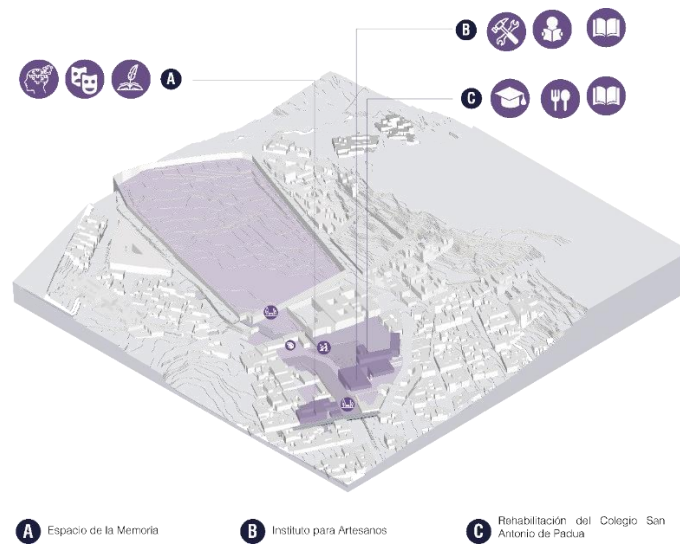 B
A
C
A Espacio de la Memoria
B Instituto para Artesanos
C Rehabilitación del Colegio San
Antonio de Padua